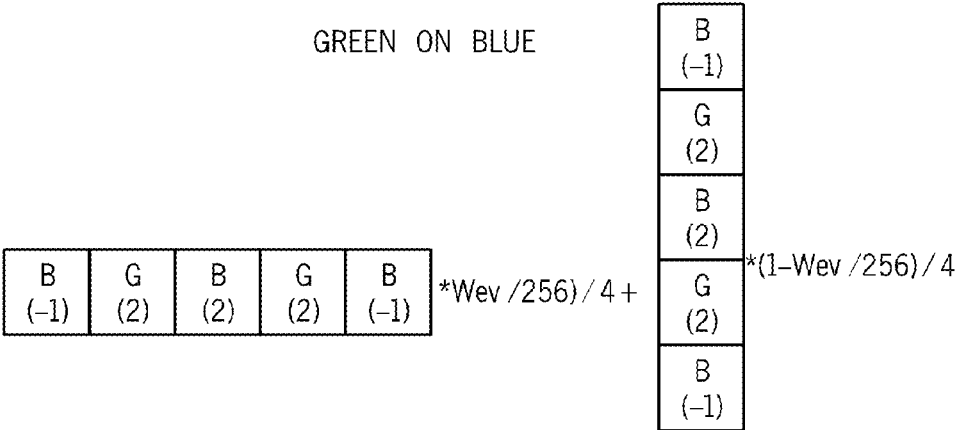 GREEN ON BLUE
B G B G B
(–1) (2) (2) (2) (–1)
*Wev /256) / 4 +
B
(–1)
G
(2)
B
(2)
G
(2)
B
(–1)
*(1–Wev /256) / 4